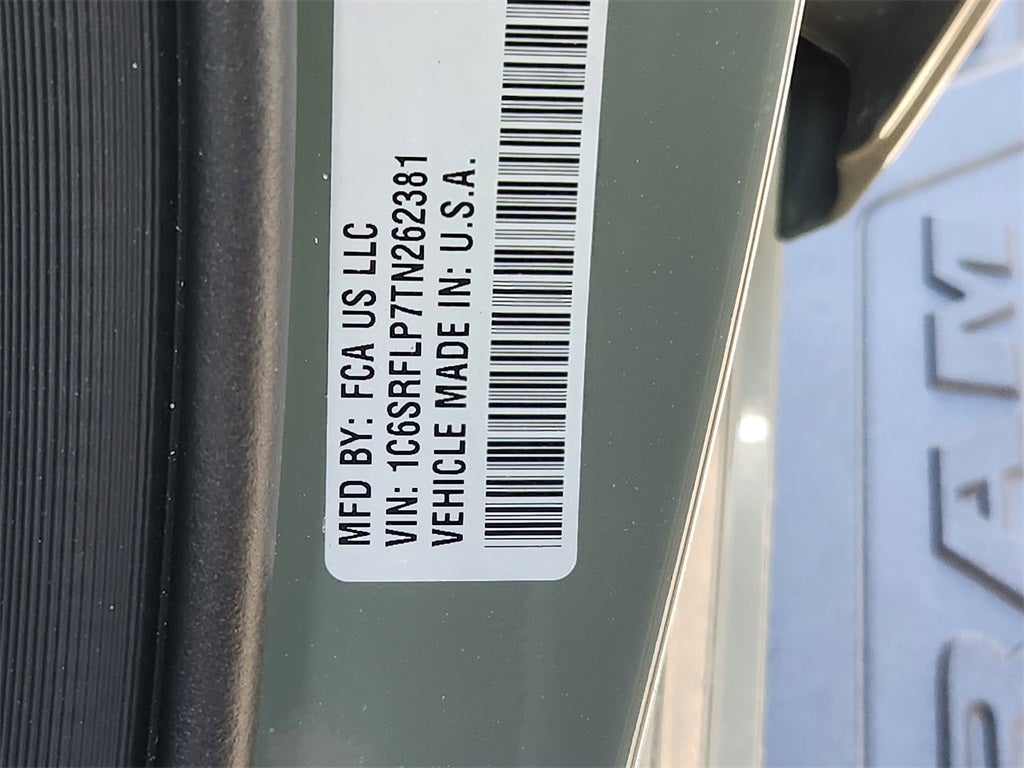 MFD BY: FCA US LLC
VIN: 1C6SRFLP7TN262381
VEHICLE MADE IN: U.S.A.
RAM